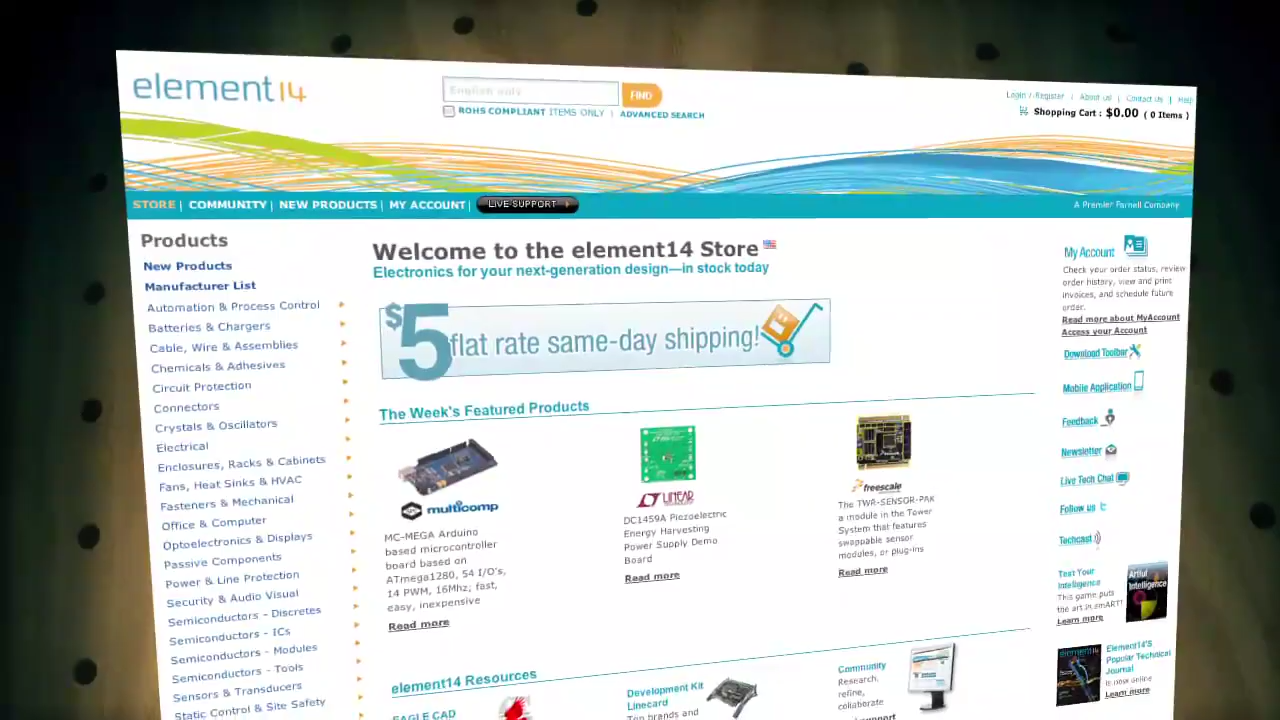 element14
English only
FIND
ROHS COMPLIANT ITEMS ONLY | ADVANCED SEARCH
Login / Register | About us | Contact Us | Help
Shopping Cart : $0.00 ( 0 Items )
STORE | COMMUNITY | NEW PRODUCTS | MY ACCOUNT | LIVE SUPPORT
A Premier Farnell Company
Products
New Products
Manufacturer List
Automation & Process Control
Batteries & Chargers
Cable, Wire & Assemblies
Chemicals & Adhesives
Circuit Protection
Connectors
Crystals & Oscillators
Electrical
Enclosures, Racks & Cabinets
Fans, Heat Sinks & HVAC
Fasteners & Mechanical
Office & Computer
Optoelectronics & Displays
Passive Components
Power & Line Protection
Security & Audio Visual
Semiconductors - Discretes
Semiconductors - ICs
Semiconductors - Modules
Semiconductors - Tools
Sensors & Transducers
Static Control & Site Safety
Welcome to the element14 Store
Electronics for your next-generation design—in stock today
$5 flat rate same-day shipping!
The Week's Featured Products
multicomp
MC-MEGA Arduino
based microcontroller
board based on
ATmega1280, 54 I/O's,
14 PWM, 16Mhz; fast,
easy, inexpensive
Read more
LINEAR
DC1459A Piezoelectric
Energy Harvesting
Power Supply Demo
Board
Read more
freescale
The TWR-SENSOR-PAK
a module in the Tower
System that features
swappable sensor
modules, or plug-ins
Read more
element14 Resources
EAGLE CAD
Development Kit
Linecard
Top brands and
Community
Research,
refine,
collaborate
support
My Account
Check your order status, review
order history, view and print
invoices, and schedule future
order.
Read more about MyAccount
Access your Account
Download Toolbar
Mobile Application
Feedback
Newsletter
Live Tech Chat
Follow us
Techcast
Test Your
Intelligence
This game puts
the art
Learn more
Artful
Intelligence
element14
Element14'S
Popular Technical
Journal
is now online
Learn more